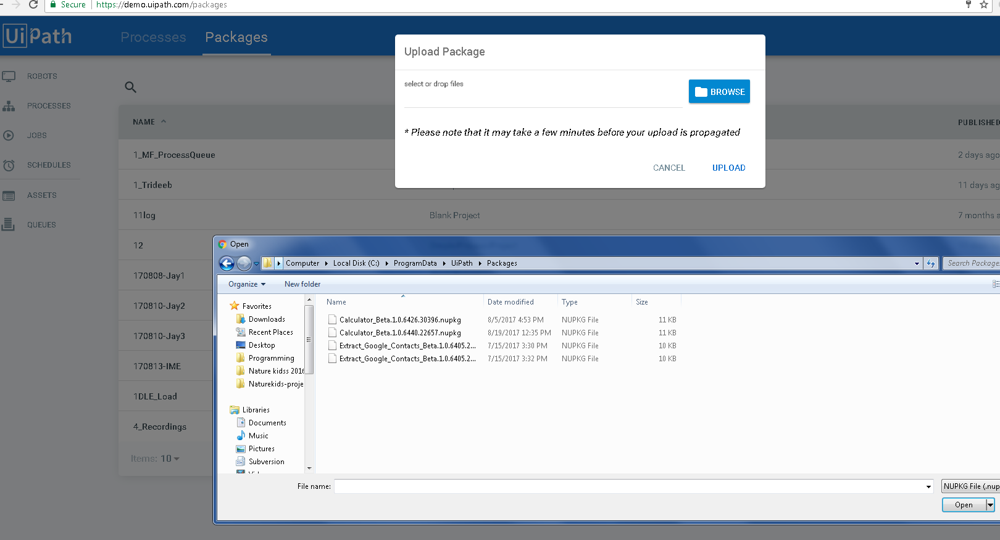 Secure https://demo.uipath.com/packages
UiPath Processes Packages
Upload Package
select or drop files
BROWSE
* Please note that it may take a few minutes before your upload is propagated
CANCEL UPLOAD
ROBOTS
PROCESSES
JOBS
SCHEDULES
ASSETS
QUEUES
NAME PUBLISHED
1_MF_ProcessQueue 2 days ago
1_Trideeb 11 days ag
11log Blank Project 7 months a
12
170808-Jay1
170810-Jay2
170810-Jay3
170813-IME
1DLE_Load
4_Recordings
Items: 10
Open
Computer Local Disk (C:) ProgramData UiPath Packages Search Package
Organize New folder
Favorites
Downloads
Recent Places
Desktop
Programming
Nature kidss 2016
Naturekids-proje
Libraries
Documents
Music
Pictures
Subversion
Name Date modified Type Size
Calculator_Beta.1.0.6426.30396.nupkg 8/5/2017 4:53 PM NUPKG File 11 KB
Calculator_Beta.1.0.6440.22657.nupkg 8/19/2017 12:35 PM NUPKG File 11 KB
Extract_Google_Contacts_Beta.1.0.6405.2... 7/15/2017 3:30 PM NUPKG File 10 KB
Extract_Google_Contacts_Beta.1.0.6405.2... 7/15/2017 3:32 PM NUPKG File 10 KB
File name: NUPKG File (.nup
Open